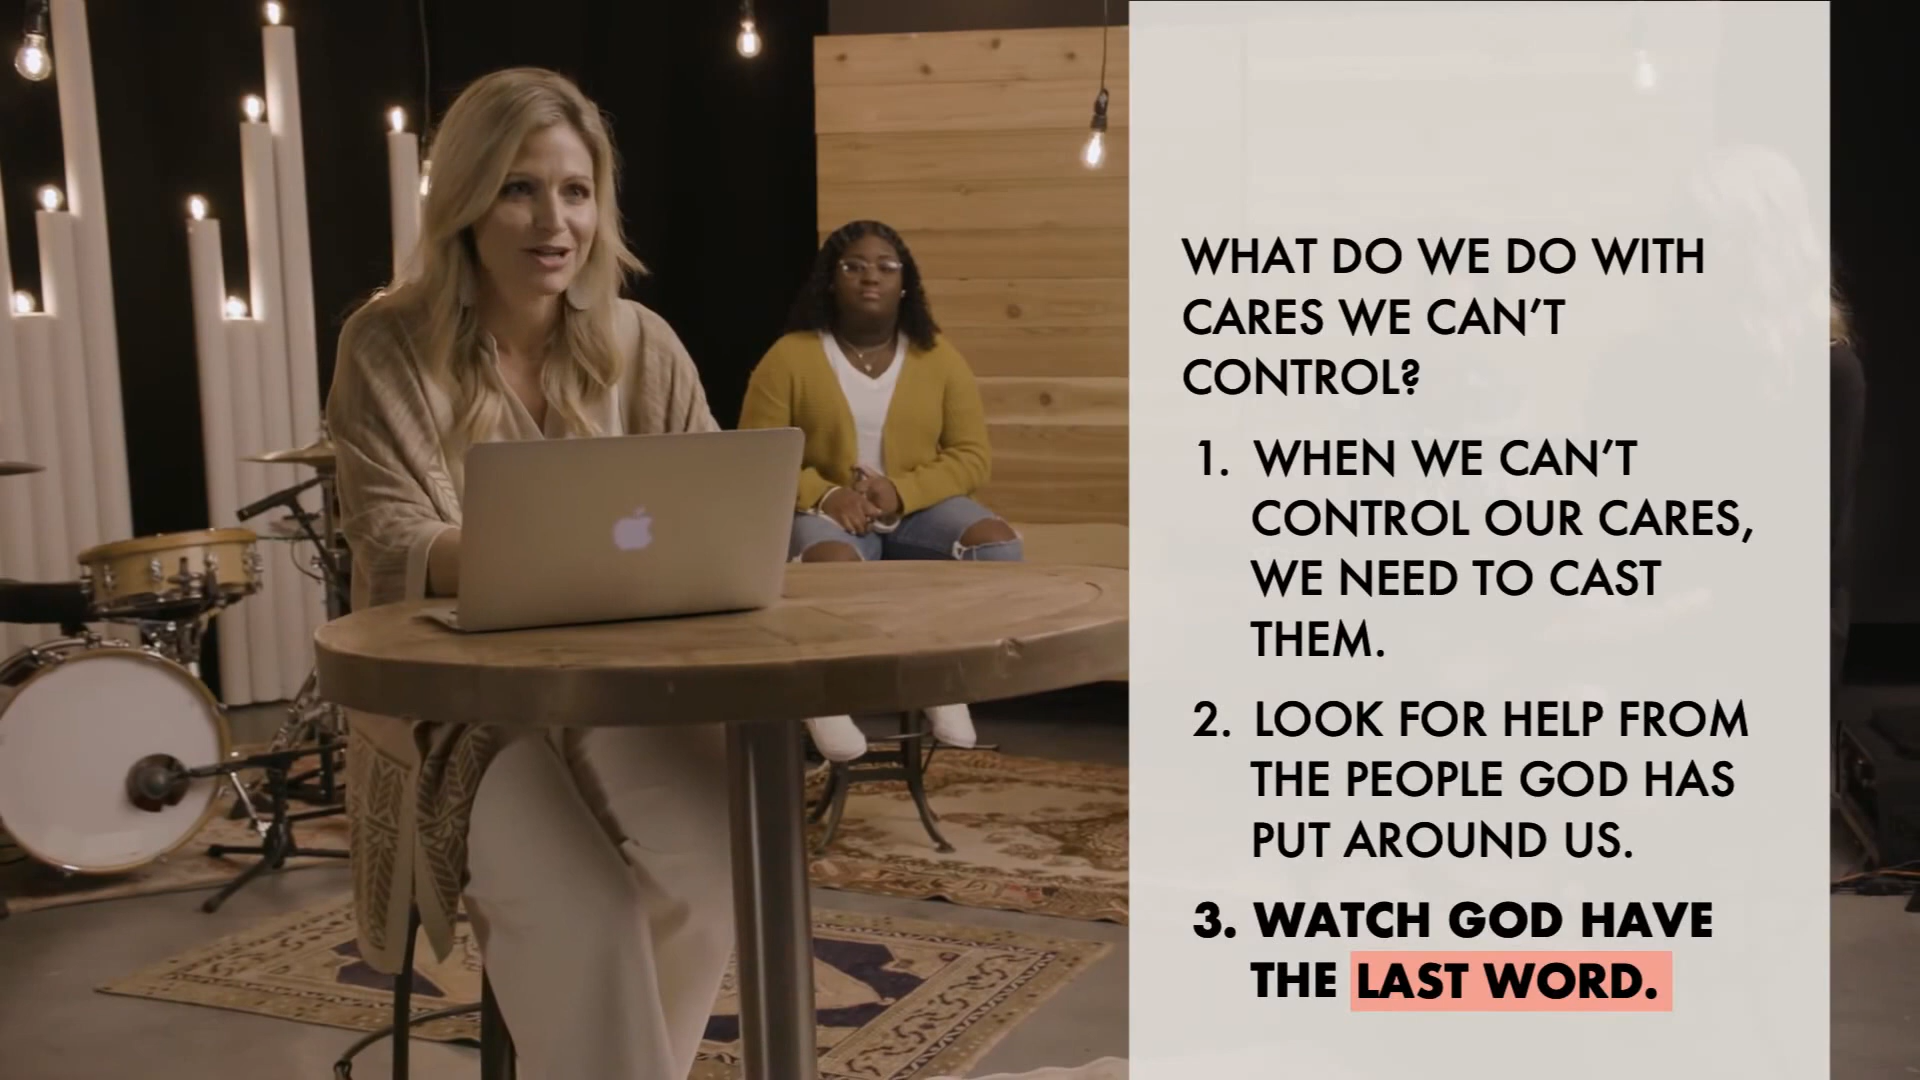 WHAT DO WE DO WITH
CARES WE CAN'T
CONTROL?
1. WHEN WE CAN'T
CONTROL OUR CARES,
WE NEED TO CAST
THEM.
2. LOOK FOR HELP FROM
THE PEOPLE GOD HAS
PUT AROUND US.
3. WATCH GOD HAVE
THE LAST WORD.